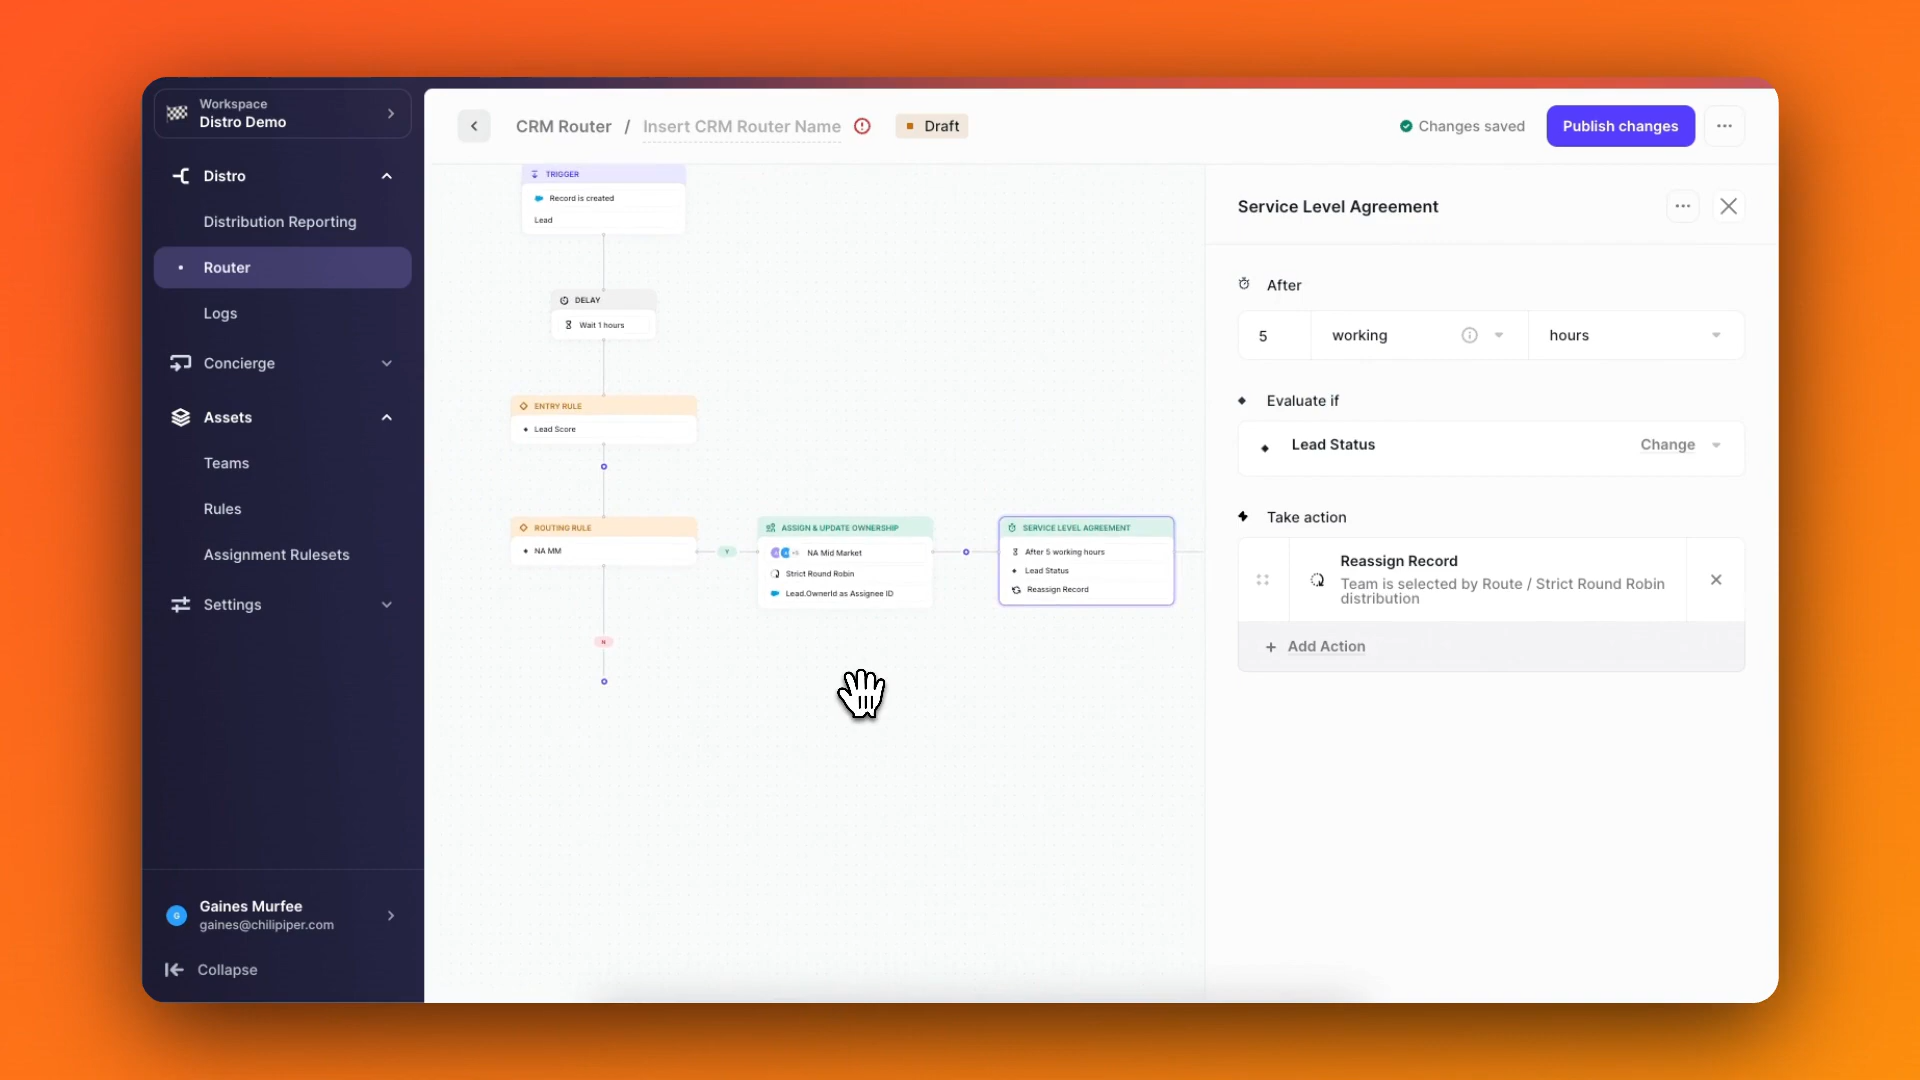 Workspace
Distro Demo
Distro
Distribution Reporting
Router
Logs
Concierge
Assets
Teams
Rules
Assignment Rulesets
Settings
G
Gaines Murfee
gaines@chilipiper.com
Collapse
CRM Router / Insert CRM Router Name
Draft
Changes saved
Publish changes
TRIGGER
Record is created
Lead
DELAY
Wait 1 hours
ENTRY RULE
Lead Score
ROUTING RULE
NA MM
Y
N
ASSIGN & UPDATE OWNERSHIP
NA Mid Market
Strict Round Robin
Lead.OwnerId as Assignee ID
SERVICE LEVEL AGREEMENT
After 5 working hours
Lead Status
Reassign Record
Service Level Agreement
After
5 working hours
Evaluate if
Lead Status Change
Take action
Reassign Record
Team is selected by Route / Strict Round Robin
distribution
+ Add Action